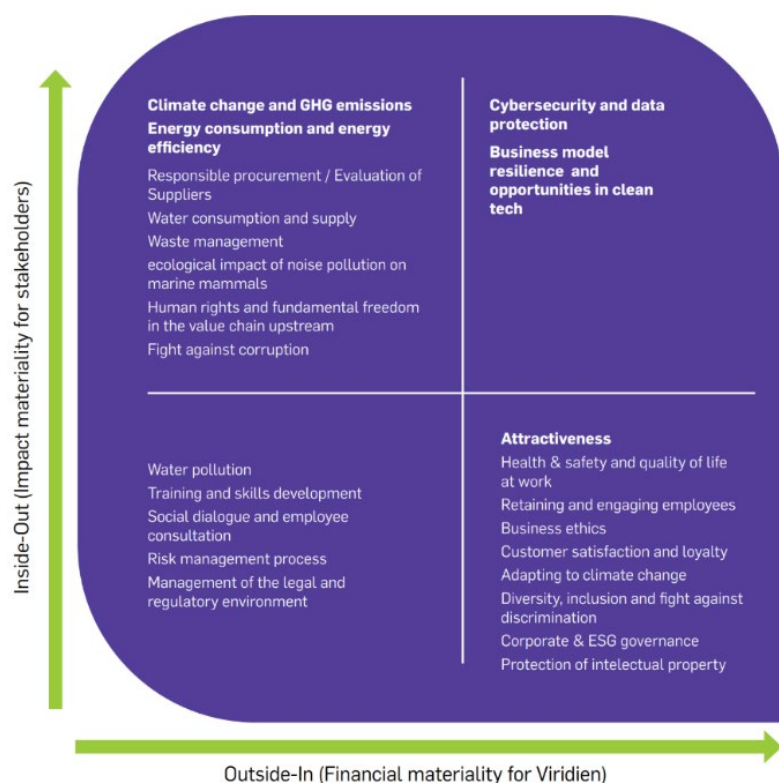 Inside-Out (Impact materiality for stakeholders)
Climate change and GHG emissions
Energy consumption and energy
efficiency
Responsible procurement / Evaluation of
Suppliers
Water consumption and supply
Waste management
ecological impact of noise pollution on
marine mammals
Human rights and fundamental freedom
in the value chain upstream
Fight against corruption
Cybersecurity and data
protection
Business model
resilience and
opportunities in clean
tech
Water pollution
Training and skills development
Social dialogue and employee
consultation
Risk management process
Management of the legal and
regulatory environment
Attractiveness
Health & safety and quality of life
at work
Retaining and engaging employees
Business ethics
Customer satisfaction and loyalty
Adapting to climate change
Diversity, inclusion and fight against
discrimination
Corporate & ESG governance
Protection of intelectual property
Outside-In (Financial materiality for Viridien)